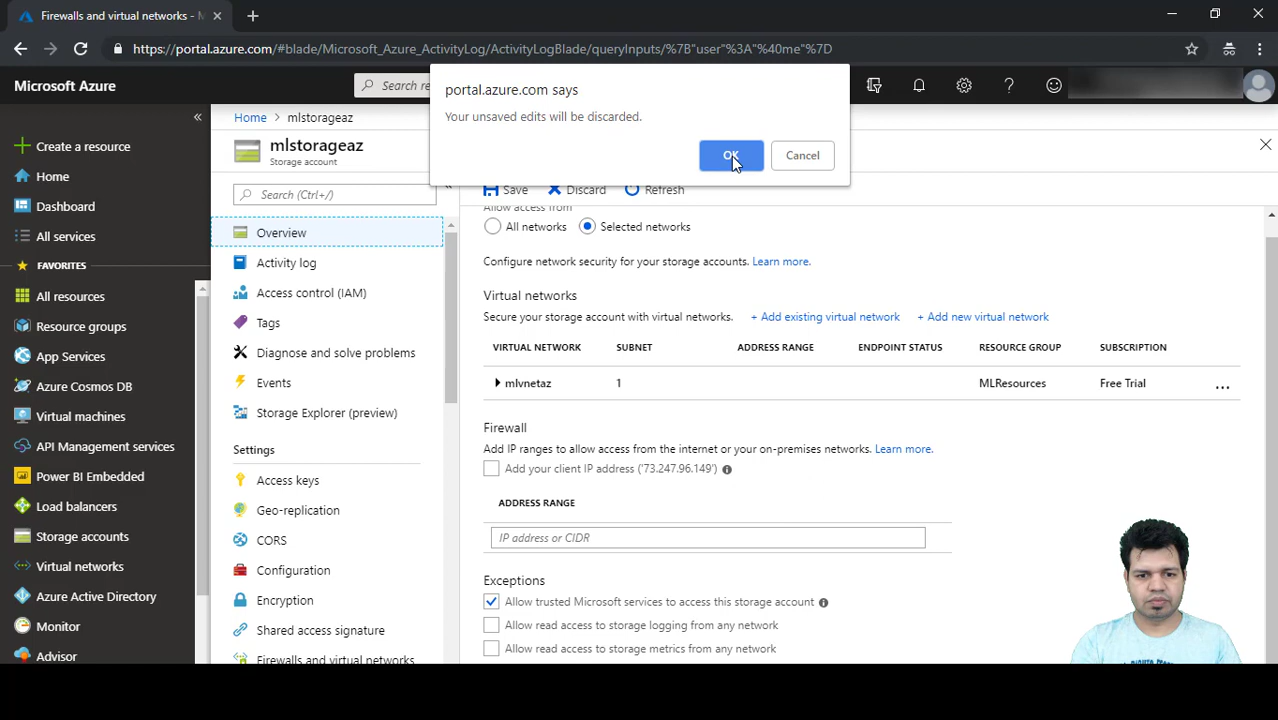 Firewalls and virtual networks - M
https://portal.azure.com/#blade/Microsoft_Azure_ActivityLog/ActivityLogBlade/queryInputs/%7B"user"%3A"%40me"%7D
Microsoft Azure
Search re
portal.azure.com says
Your unsaved edits will be discarded.
OK
Cancel
Create a resource
Home
Dashboard
All services
FAVORITES
All resources
Resource groups
App Services
Azure Cosmos DB
Virtual machines
API Management services
Power BI Embedded
Load balancers
Storage accounts
Virtual networks
Azure Active Directory
Monitor
Advisor
Home > mlstorageaz
mlstorageaz
Storage account
Search (Ctrl+/)
Overview
Activity log
Access control (IAM)
Tags
Diagnose and solve problems
Events
Storage Explorer (preview)
Settings
Access keys
Geo-replication
CORS
Configuration
Encryption
Shared access signature
Firewalls and virtual networks
Save Discard Refresh
Allow access from
All networks Selected networks
Configure network security for your storage accounts. Learn more.
Virtual networks
Secure your storage account with virtual networks. + Add existing virtual network + Add new virtual network
VIRTUAL NETWORK SUBNET ADDRESS RANGE ENDPOINT STATUS RESOURCE GROUP SUBSCRIPTION
mlvnetaz 1 MLResources Free Trial ...
Firewall
Add IP ranges to allow access from the internet or your on-premises networks. Learn more.
Add your client IP address ('73.247.96.149')
ADDRESS RANGE
IP address or CIDR
Exceptions
Allow trusted Microsoft services to access this storage account
Allow read access to storage logging from any network
Allow read access to storage metrics from any network